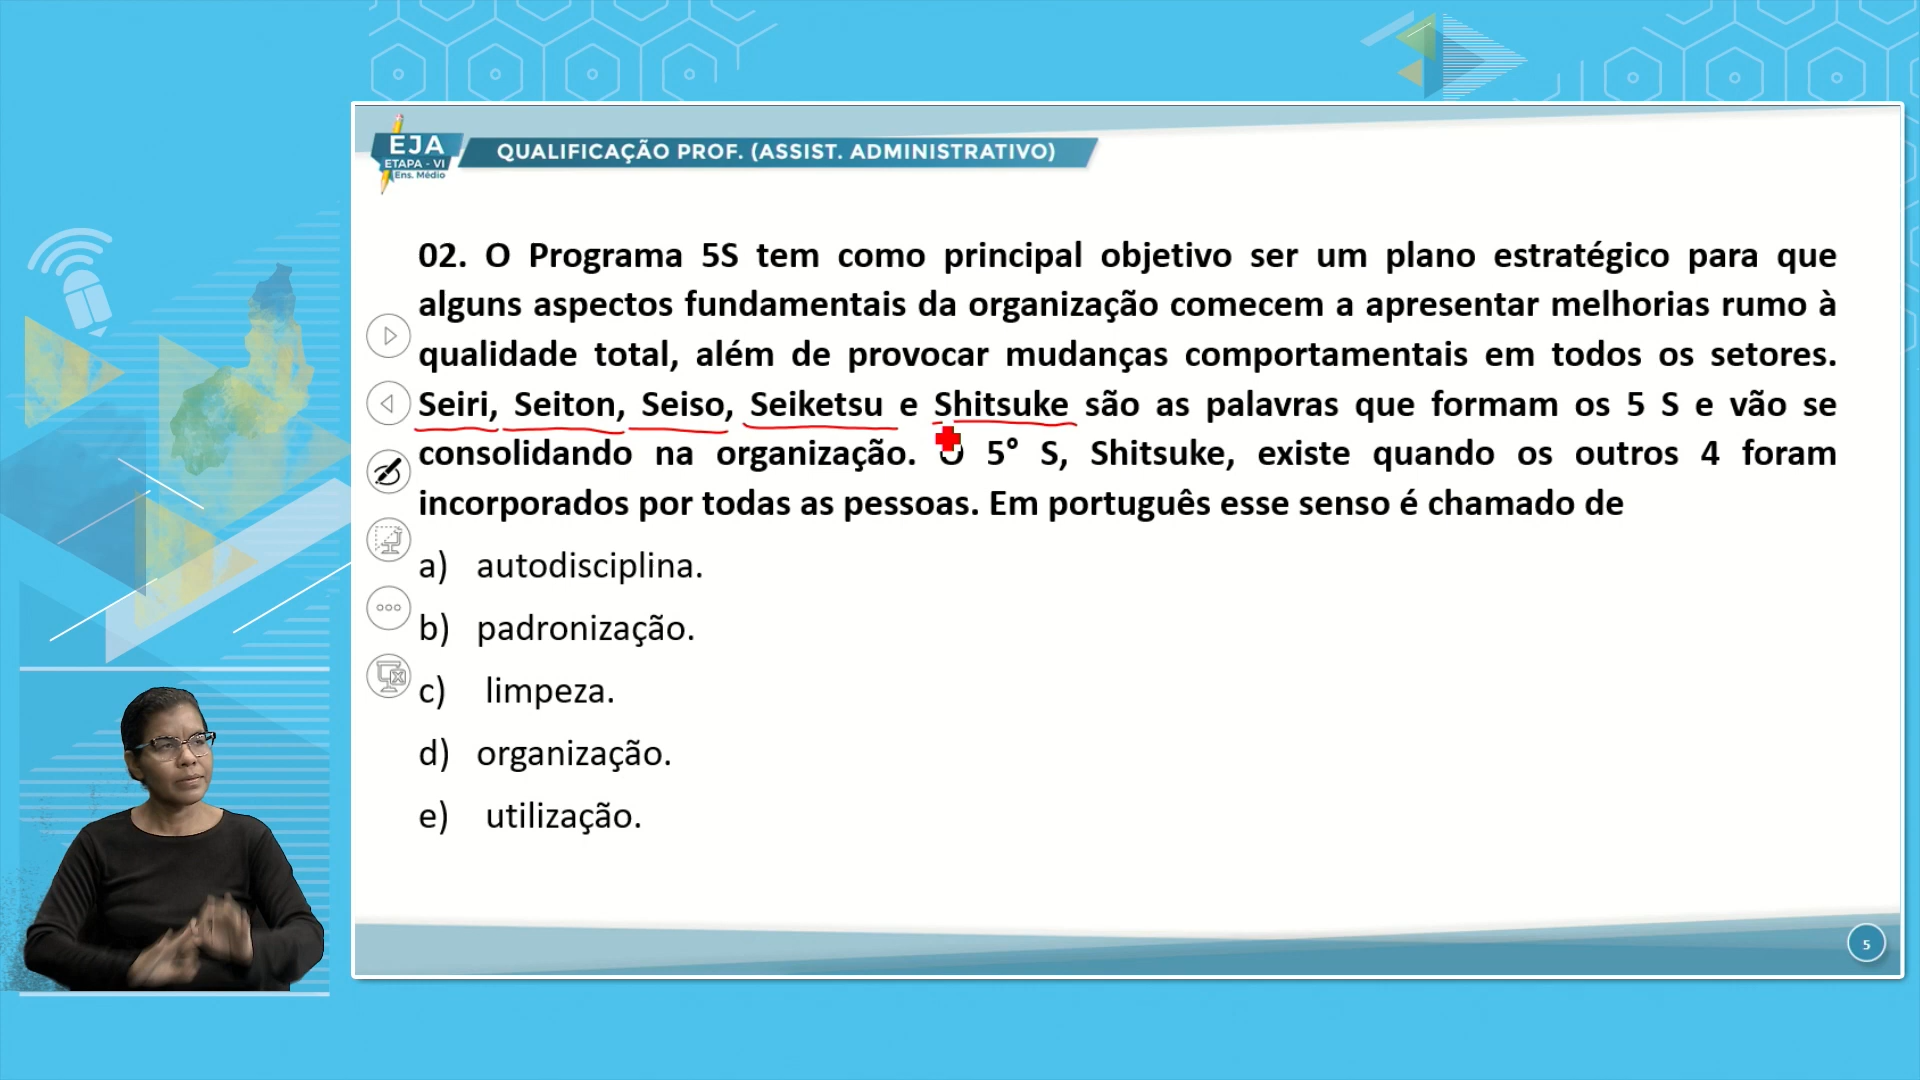 EJA
ETAPA - VI
Ens. Médio
QUALIFICAÇÃO PROF. (ASSIST. ADMINISTRATIVO)
02. O Programa 5S tem como principal objetivo ser um plano estratégico para que
alguns aspectos fundamentais da organização comecem a apresentar melhorias rumo à
qualidade total, além de provocar mudanças comportamentais em todos os setores.
Seiri, Seiton, Seiso, Seiketsu e Shitsuke são as palavras que formam os 5 S e vão se
consolidando na organização. O 5° S, Shitsuke, existe quando os outros 4 foram
incorporados por todas as pessoas. Em português esse senso é chamado de
a) autodisciplina.
b) padronização.
c) limpeza.
d) organização.
e) utilização.
5